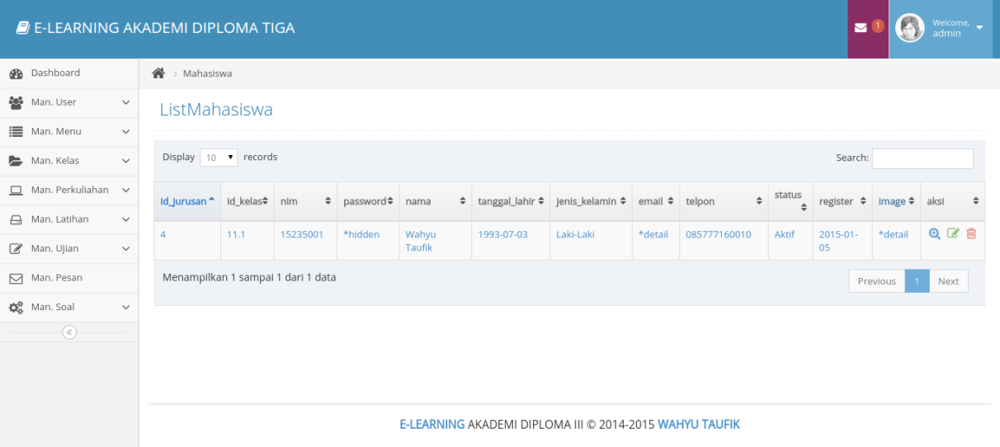 E-LEARNING AKADEMI DIPLOMA TIGA
1
Welcome,
admin
Dashboard
Man. User
Man. Menu
Man. Kelas
Man. Perkuliahan
Man. Latihan
Man. Ujian
Man. Pesan
Man. Soal
Mahasiswa
ListMahasiswa
Display 10 records
Search:
id_jurusan id_kelas nim password nama tanggal_lahir jenis_kelamin email telpon status register image aksi
4 11.1 15235001 *hidden Wahyu 1993-07-03 Laki-Laki *detail 085777160010 Aktif 2015-01- *detail
Taufik 05
Menampilkan 1 sampai 1 dari 1 data
Previous 1 Next
E-LEARNING AKADEMI DIPLOMA III © 2014-2015 WAHYU TAUFIK